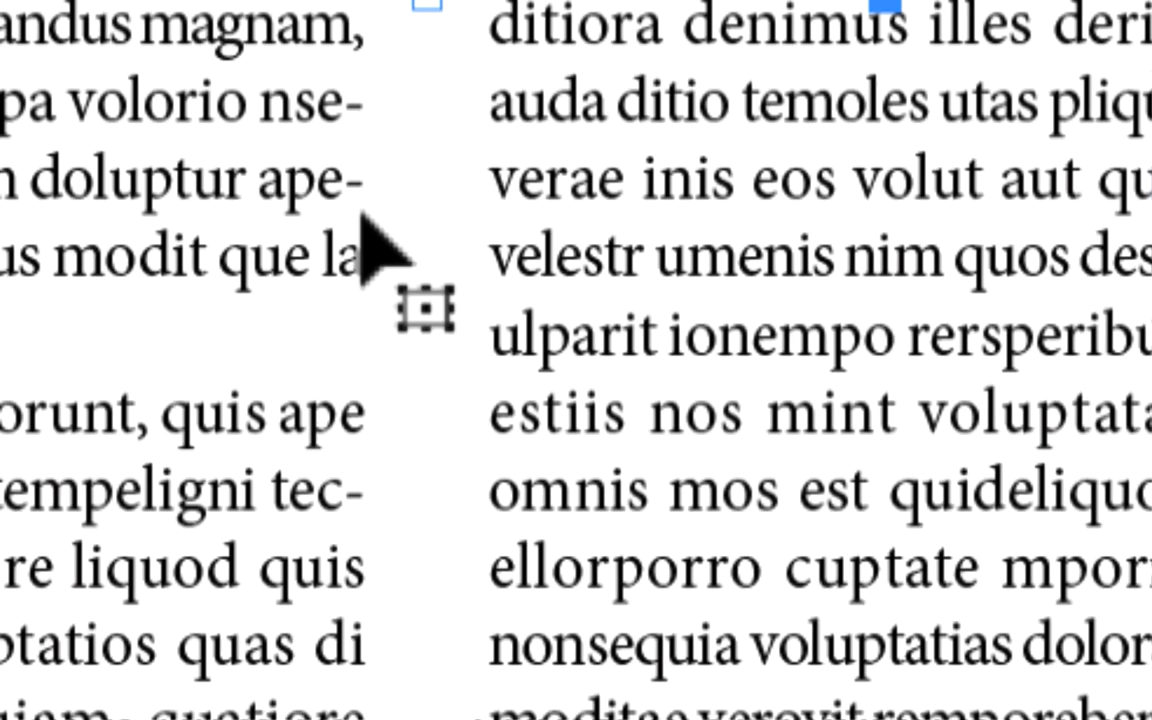 andus magnam,
pa volorio nse-
doluptur ape-
us modit que la
orunt, quis ape
tempeligni tec-
re liquod quis
ptatios quas di
ditiora denimus illes deri
auda ditio temoles utas pliqu
verae inis eos volut aut qu
velestr umenis nim quos des
ulparit ionempo rersperibu
estiis nos mint voluptata
omnis mos est quideliquo
ellorporro cuptate mpor
nonsequia voluptatias dolor